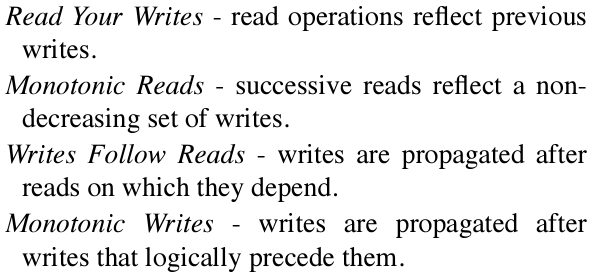 Read Your Writes - read operations reflect previous
writes.
Monotonic Reads - successive reads reflect a non-
decreasing set of writes.
Writes Follow Reads - writes are propagated after
reads on which they depend.
Monotonic Writes - writes are propagated after
writes that logically precede them.